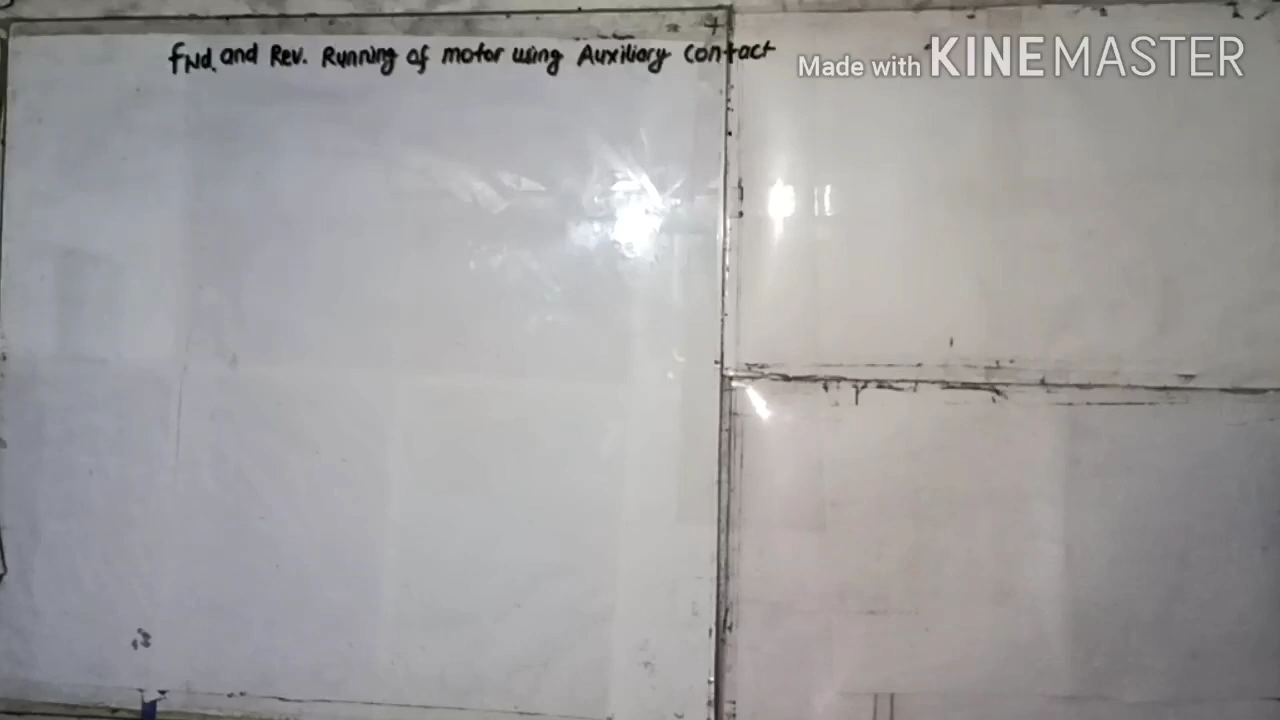 FWd. and Rev. Running of motor using Auxiliary Contact
Made with KINEMASTER